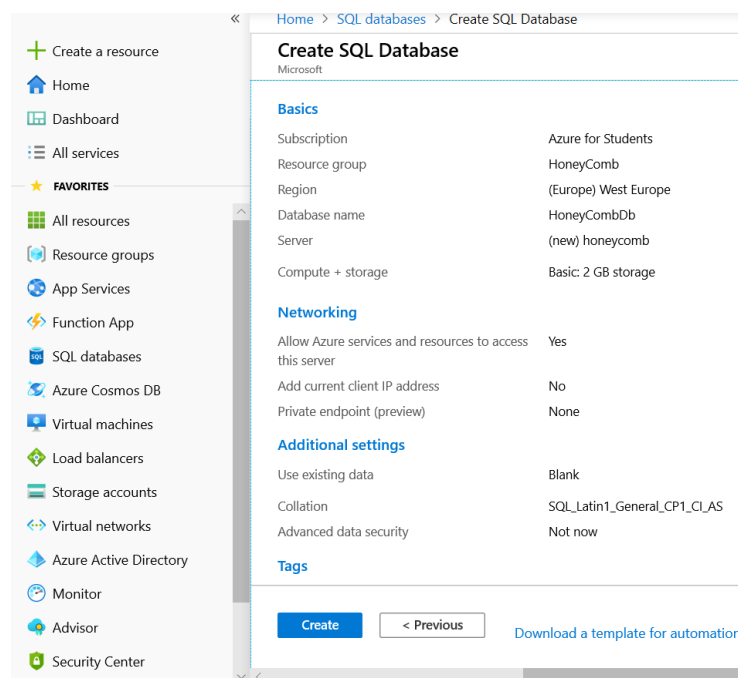 «
Home > SQL databases > Create SQL Database
Create a resource
Home
Dashboard
All services
FAVORITES
All resources
Resource groups
App Services
Function App
SQL
SQL databases
Azure Cosmos DB
Virtual machines
Load balancers
Storage accounts
Virtual networks
Azure Active Directory
Monitor
Advisor
Security Center
Create SQL Database
Microsoft
Basics
Subscription Azure for Students
Resource group HoneyComb
Region (Europe) West Europe
Database name HoneyCombDb
Server (new) honeycomb
Compute + storage Basic: 2 GB storage
Networking
Allow Azure services and resources to access Yes
this server
Add current client IP address No
Private endpoint (preview) None
Additional settings
Use existing data Blank
Collation SQL_Latin1_General_CP1_CI_AS
Advanced data security Not now
Tags
Create < Previous Download a template for automation